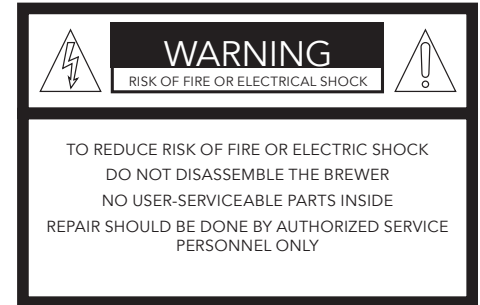 WARNING
RISK OF FIRE OR ELECTRICAL SHOCK
TO REDUCE RISK OF FIRE OR ELECTRIC SHOCK
DO NOT DISASSEMBLE THE BREWER
NO USER-SERVICEABLE PARTS INSIDE
REPAIR SHOULD BE DONE BY AUTHORIZED SERVICE
PERSONNEL ONLY